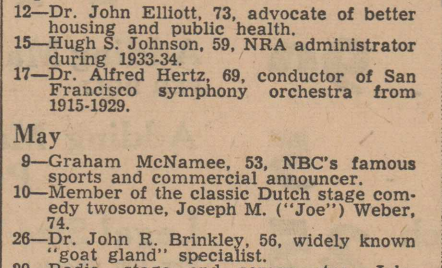 12—Dr. John Elliott, 73, advocate of better
housing and public health.
15—Hugh S. Johnson, 59, NRA administrator
during 1933-34.
17—Dr. Alfred Hertz, 69, conductor of San
Francisco symphony orchestra from
1915-1929.
May
9—Graham McNamee, 53, NBC's famous
sports and commercial announcer.
10—Member of the classic Dutch stage com-
edy twosome, Joseph M. ("Joe") Weber,
74.
26—Dr. John R. Brinkley, 56, widely known
"goat gland" specialist.